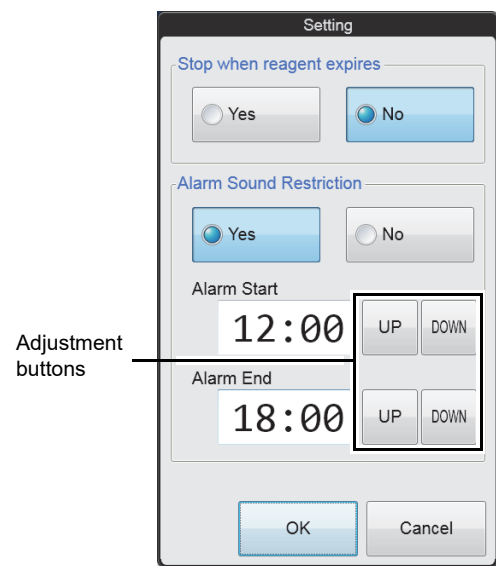 Setting
Stop when reagent expires
Yes
No
Alarm Sound Restriction
Yes
No
Alarm Start
12:00
UP
DOWN
Adjustment
buttons
Alarm End
18:00
UP
DOWN
OK
Cancel